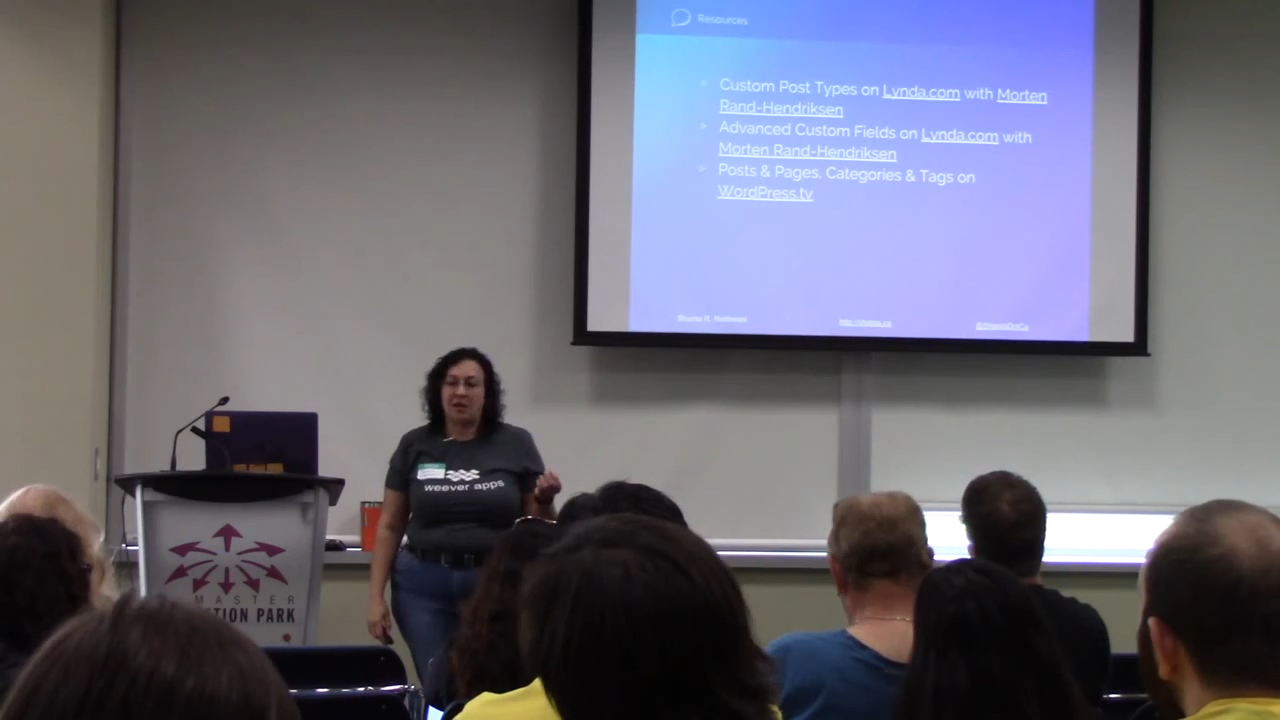 Resources
Custom Post Types on Lynda.com with Morten
Rand-Hendriksen
Advanced Custom Fields on Lynda.com with
Morten Rand-Hendriksen
Posts & Pages, Categories & Tags on
WordPress.tv
weever apps
MASTER
TION PARK